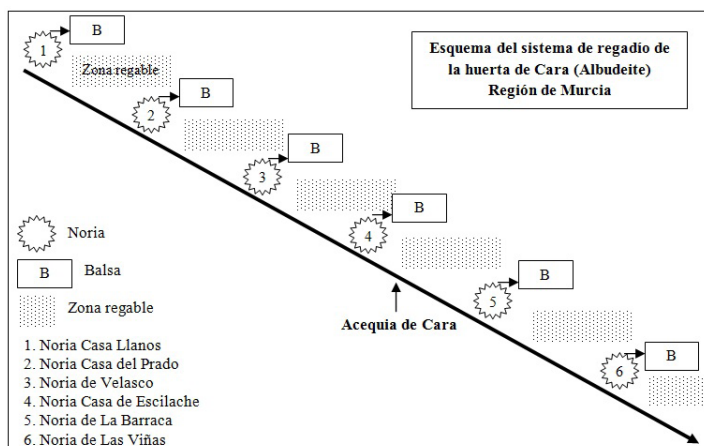 Esquema del sistema de regadío de
la huerta de Cara (Albudeite)
Región de Murcia
1
B
Zona regable
2
B
3
B
4
B
5
B
6
B
Acequia de Cara
Noria
B
Balsa
Zona regable
1. Noria Casa Llanos
2. Noria Casa del Prado
3. Noria de Velasco
4. Noria Casa de Escilache
5. Noria de La Barraca
6. Noria de Las Viñas